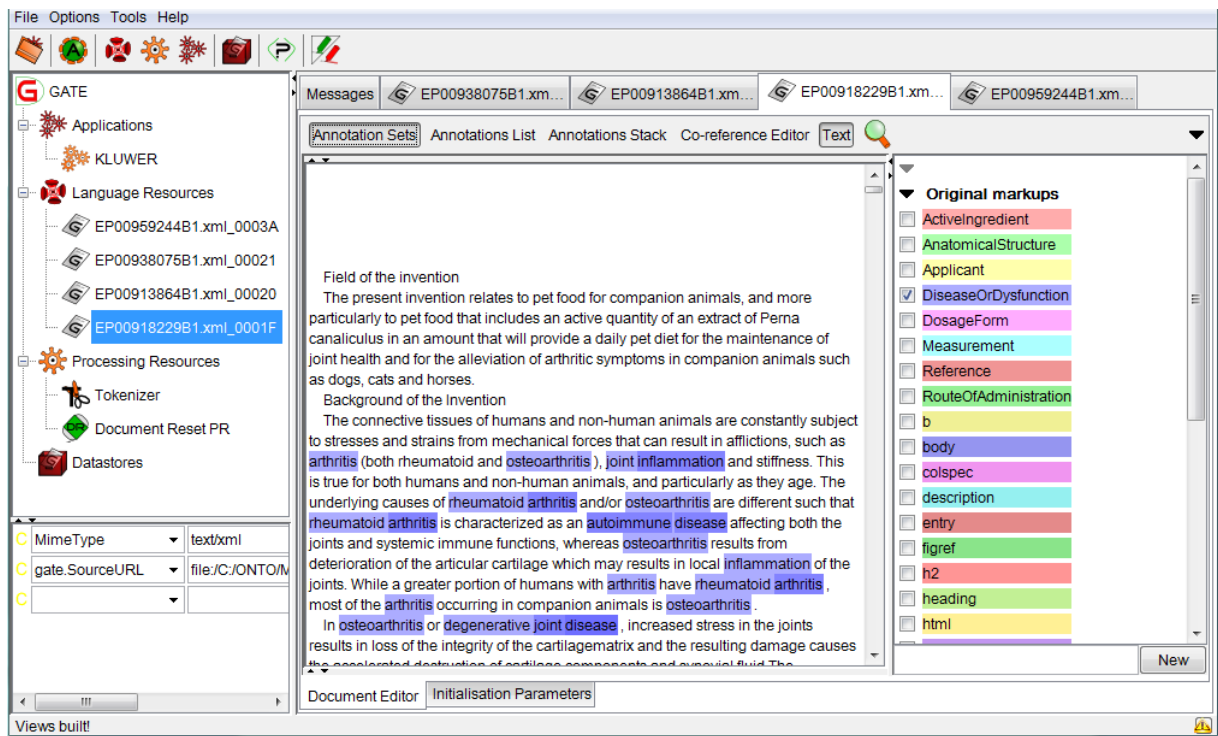 File Options Tools Help
GATE
Applications
KLUWER
Language Resources
EP00959244B1.xml_0003A
EP00938075B1.xml_00021
EP00913864B1.xml_00020
EP00918229B1.xml_0001F
Processing Resources
Tokenizer
Document Reset PR
Datastores
C MimeType text/xml
C gate.SourceURL file:/C:/ONTO/M
C
Messages EP00938075B1.xm... EP00913864B1.xm... EP00918229B1.xm... EP00959244B1.xm...
Annotation Sets Annotations List Annotations Stack Co-reference Editor Text
Field of the invention
The present invention relates to pet food for companion animals, and more
particularly to pet food that includes an active quantity of an extract of Perna
canaliculus in an amount that will provide a daily pet diet for the maintenance of
joint health and for the alleviation of arthritic symptoms in companion animals such
as dogs, cats and horses.
Background of the Invention
The connective tissues of humans and non-human animals are constantly subject
to stresses and strains from mechanical forces that can result in afflictions, such as
arthritis (both rheumatoid and osteoarthritis ), joint inflammation and stiffness. This
is true for both humans and non-human animals, and particularly as they age. The
underlying causes of rheumatoid arthritis and/or osteoarthritis are different such that
rheumatoid arthritis is characterized as an autoimmune disease affecting both the
joints and systemic immune functions, whereas osteoarthritis results from
deterioration of the articular cartilage which may results in local inflammation of the
joints. While a greater portion of humans with arthritis have rheumatoid arthritis ,
most of the arthritis occurring in companion animals is osteoarthritis .
In osteoarthritis or degenerative joint disease , increased stress in the joints
results in loss of the integrity of the cartilagematrix and the resulting damage causes
the accelerated destruction of cartilage components and synovial fluid The
Original markups
ActiveIngredient
AnatomicalStructure
Applicant
DiseaseOrDysfunction
DosageForm
Measurement
Reference
RouteOfAdministration
b
body
colspec
description
entry
figref
h2
heading
html
New
Document Editor Initialisation Parameters
Views built!